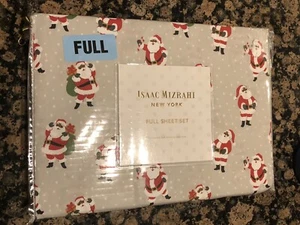 FULL
ISAAC MIZRAHI
NEW YORK
FULL SHEET SET